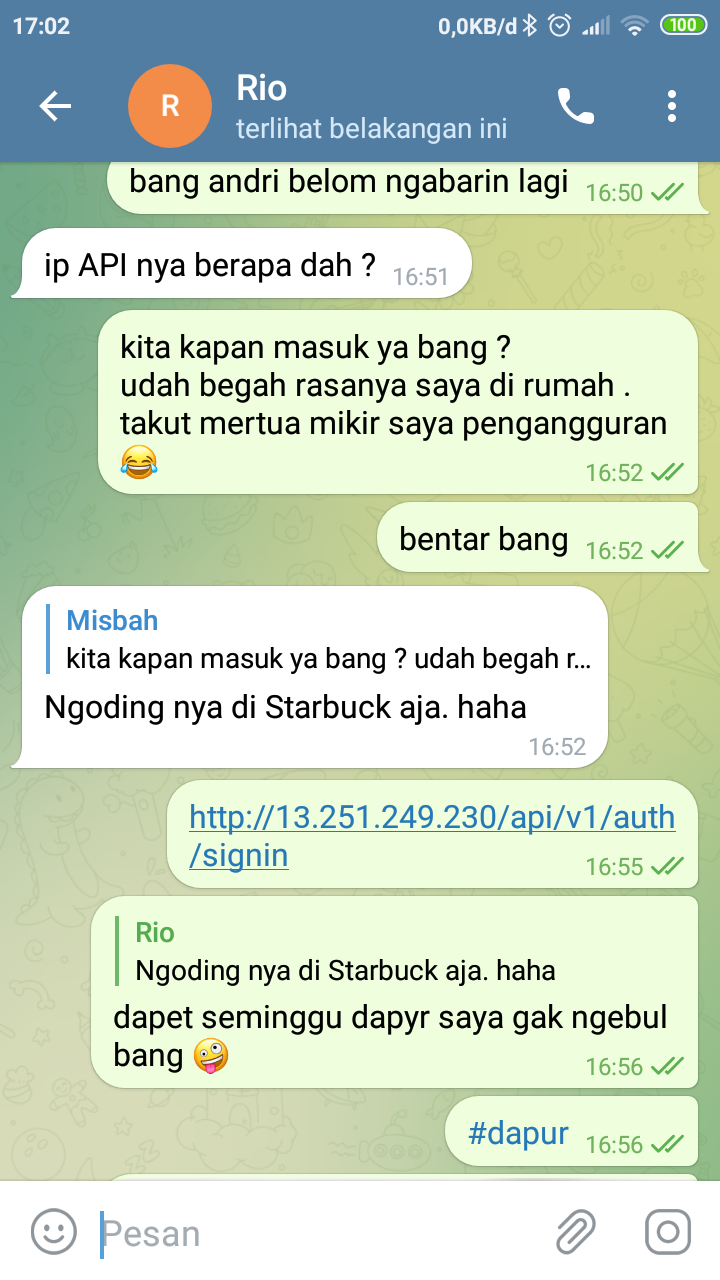 17:02
0,0KB/d
100
R
Rio
terlihat belakangan ini
bang andri belom ngabarin lagi
16:50
ip API nya berapa dah ?
16:51
kita kapan masuk ya bang ?
udah begah rasanya saya di rumah .
takut mertua mikir saya pengangguran
😂
16:52
bentar bang
16:52
Misbah
kita kapan masuk ya bang ? udah begah r...
Ngoding nya di Starbuck aja. haha
16:52
http://13.251.249.230/api/v1/auth
/signin
16:55
Rio
Ngoding nya di Starbuck aja. haha
dapet seminggu dapyr saya gak ngebul
bang 🤪
16:56
#dapur
16:56
Pesan